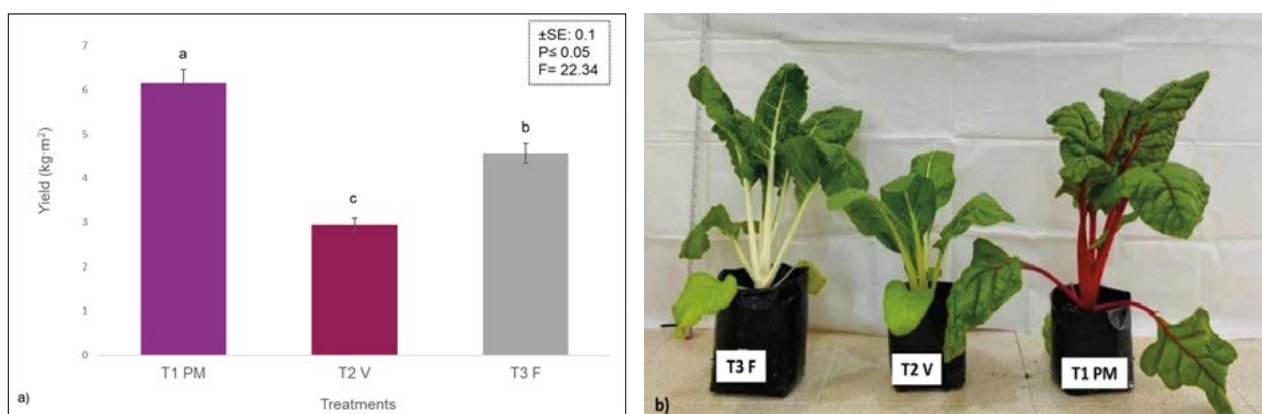 ±SE: 0.1
P≤ 0.05
F= 22.34
Yield (kg·m²)
7
6
5
4
3
2
1
0
a
c
b
T1 PM
T2 V
T3 F
Treatments
a)
T3 F
T2 V
T1 PM
b)